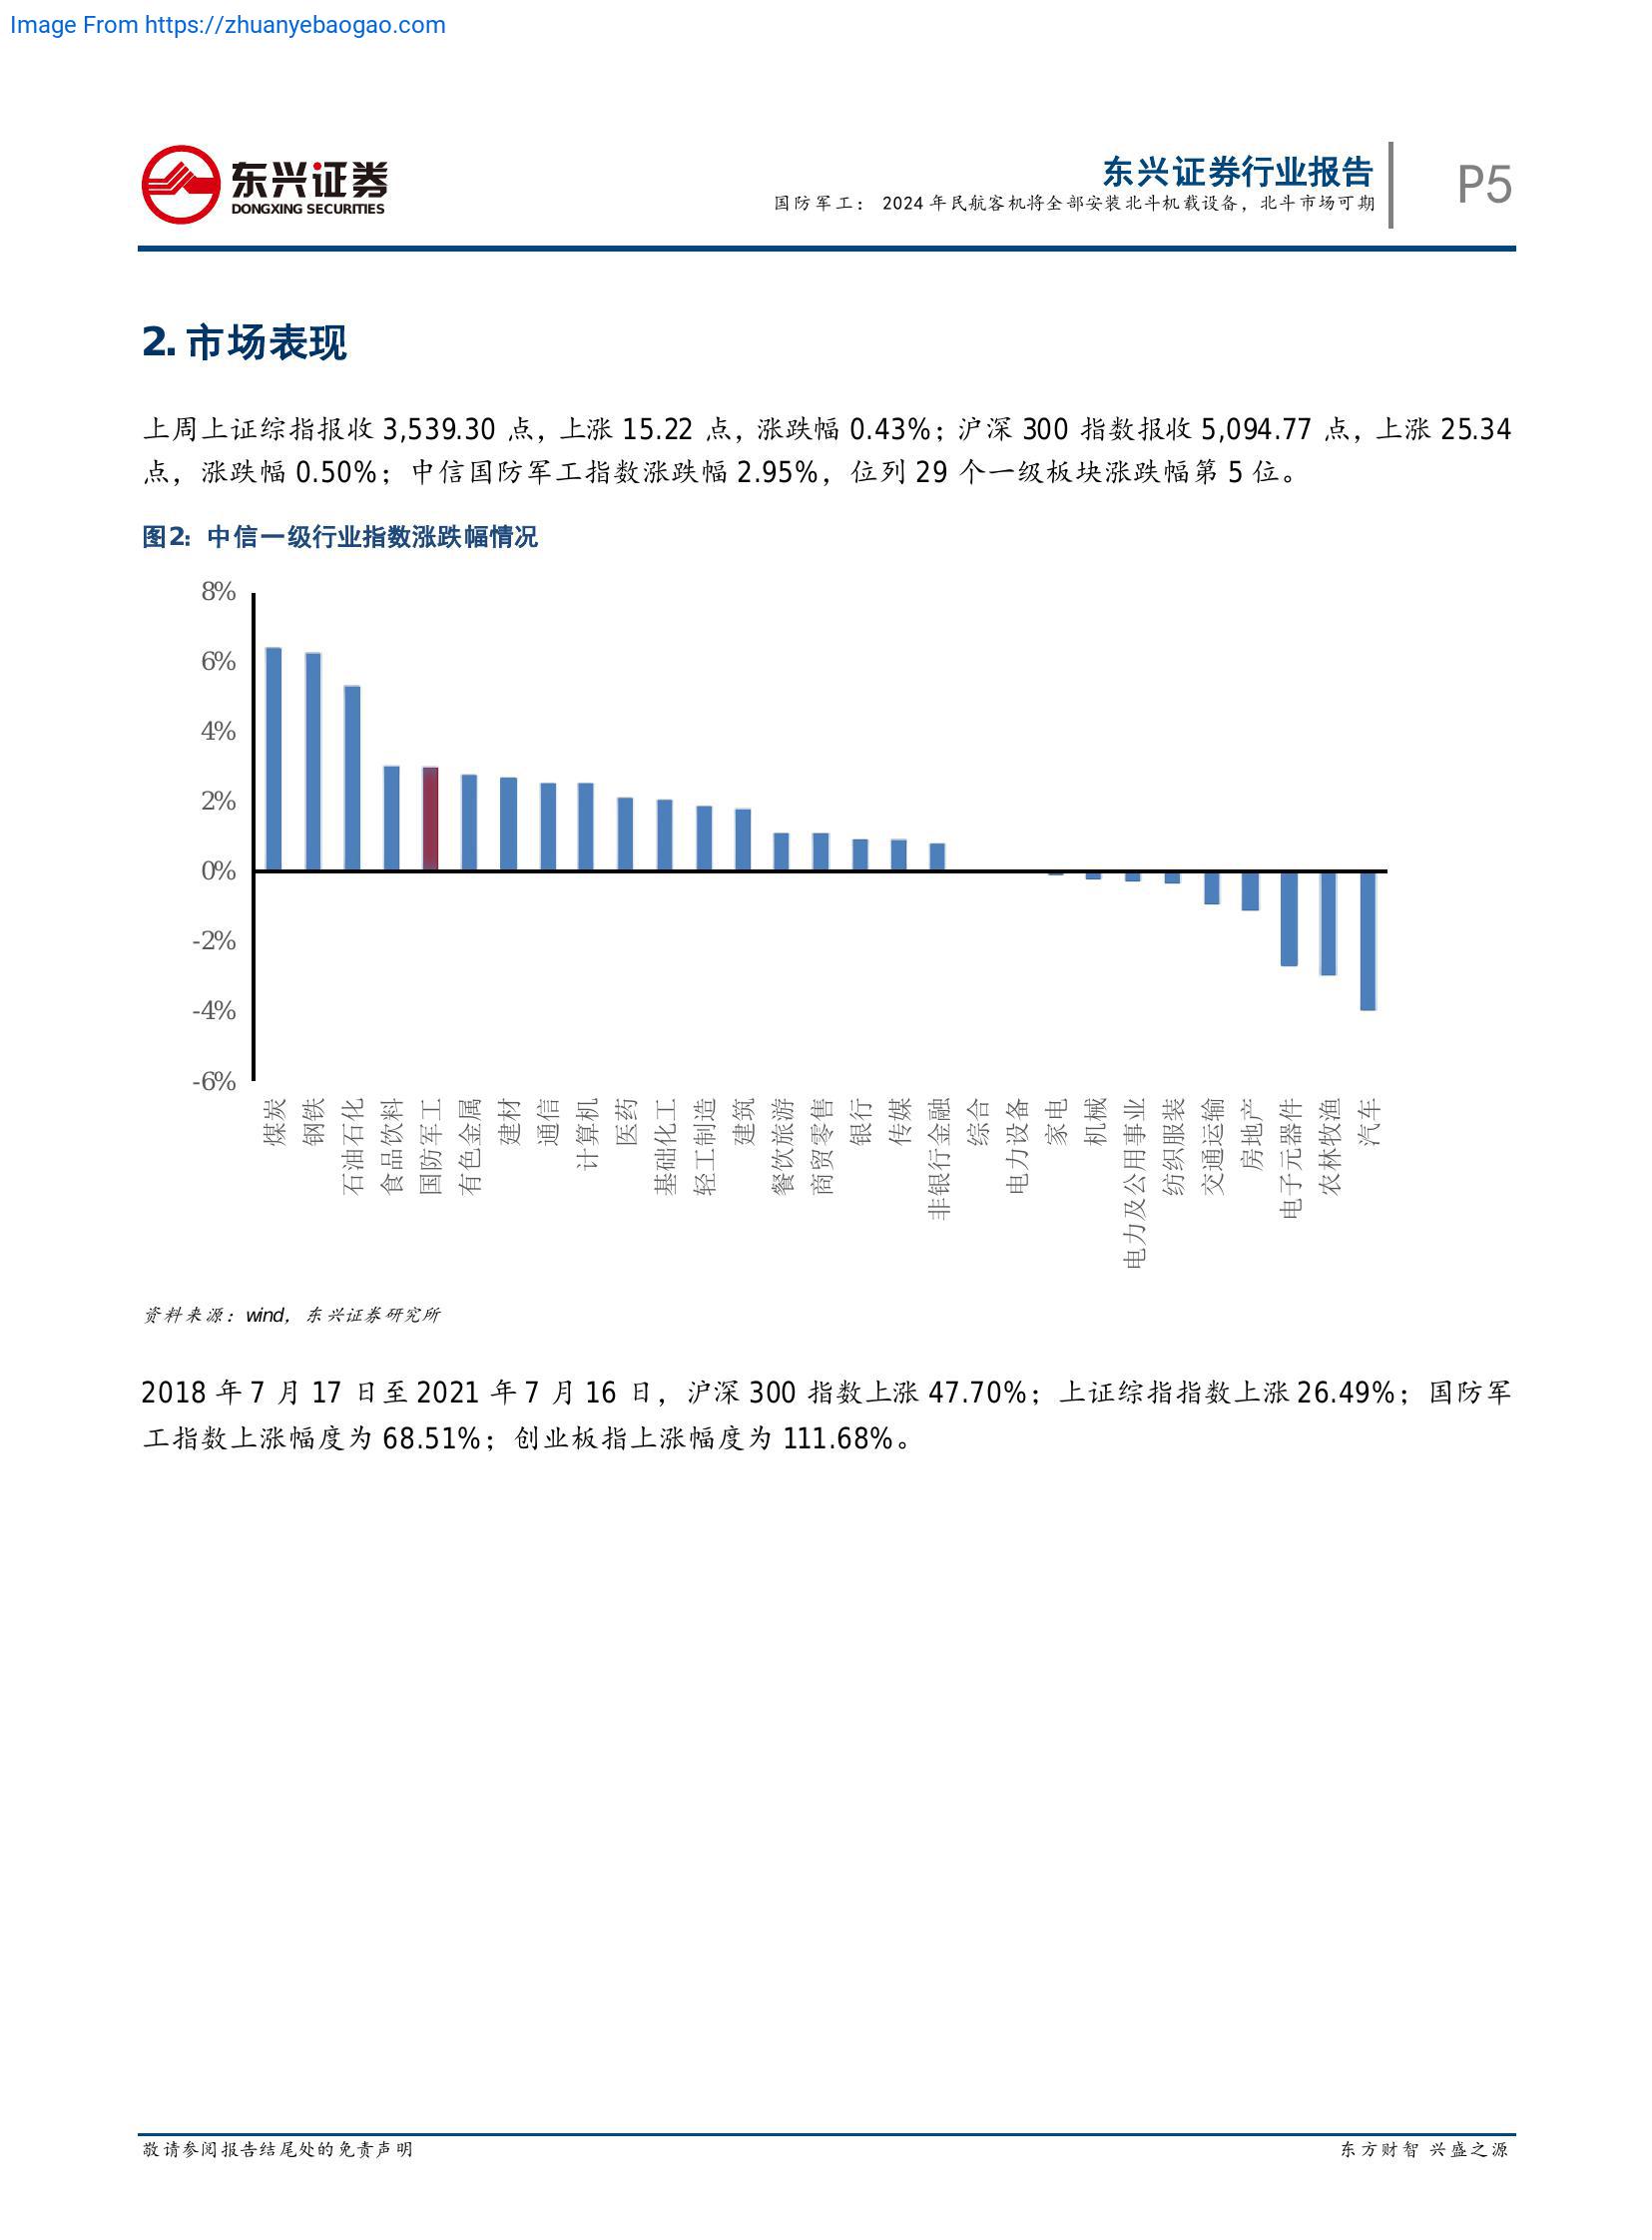 Image From https://zhuanyebaogao.com
东兴证券
DONGXING SECURITIES
东兴证券行业报告
国防军工： 2024 年民航客机将全部安装北斗机载设备，北斗市场可期
P5
2. 市场表现
上周上证综指报收 3,539.30 点，上涨 15.22 点，涨跌幅 0.43%；沪深 300 指数报收 5,094.77 点，上涨 25.34
点，涨跌幅 0.50%；中信国防军工指数涨跌幅 2.95%，位列 29 个一级板块涨跌幅第 5 位。
图2： 中信一级行业指数涨跌幅情况
8%
6%
4%
2%
0%
-2%
-4%
-6%
煤炭
钢铁
石油石化
食品饮料
国防军工
有色金属
建材
通信
计算机
医药
基础化工
轻工制造
建筑
餐饮旅游
商贸零售
银行
传媒
非银行金融
综合
电力设备
家电
机械
电力及公用事业
纺织服装
交通运输
房地产
电子元器件
农林牧渔
汽车
资料来源：wind，东兴证券研究所
2018 年 7 月 17 日至 2021 年 7 月 16 日，沪深 300 指数上涨 47.70%；上证综指指数上涨 26.49%；国防军
工指数上涨幅度为 68.51%；创业板指上涨幅度为 111.68%。
敬请参阅报告结尾处的免责声明
东方财智 兴盛之源